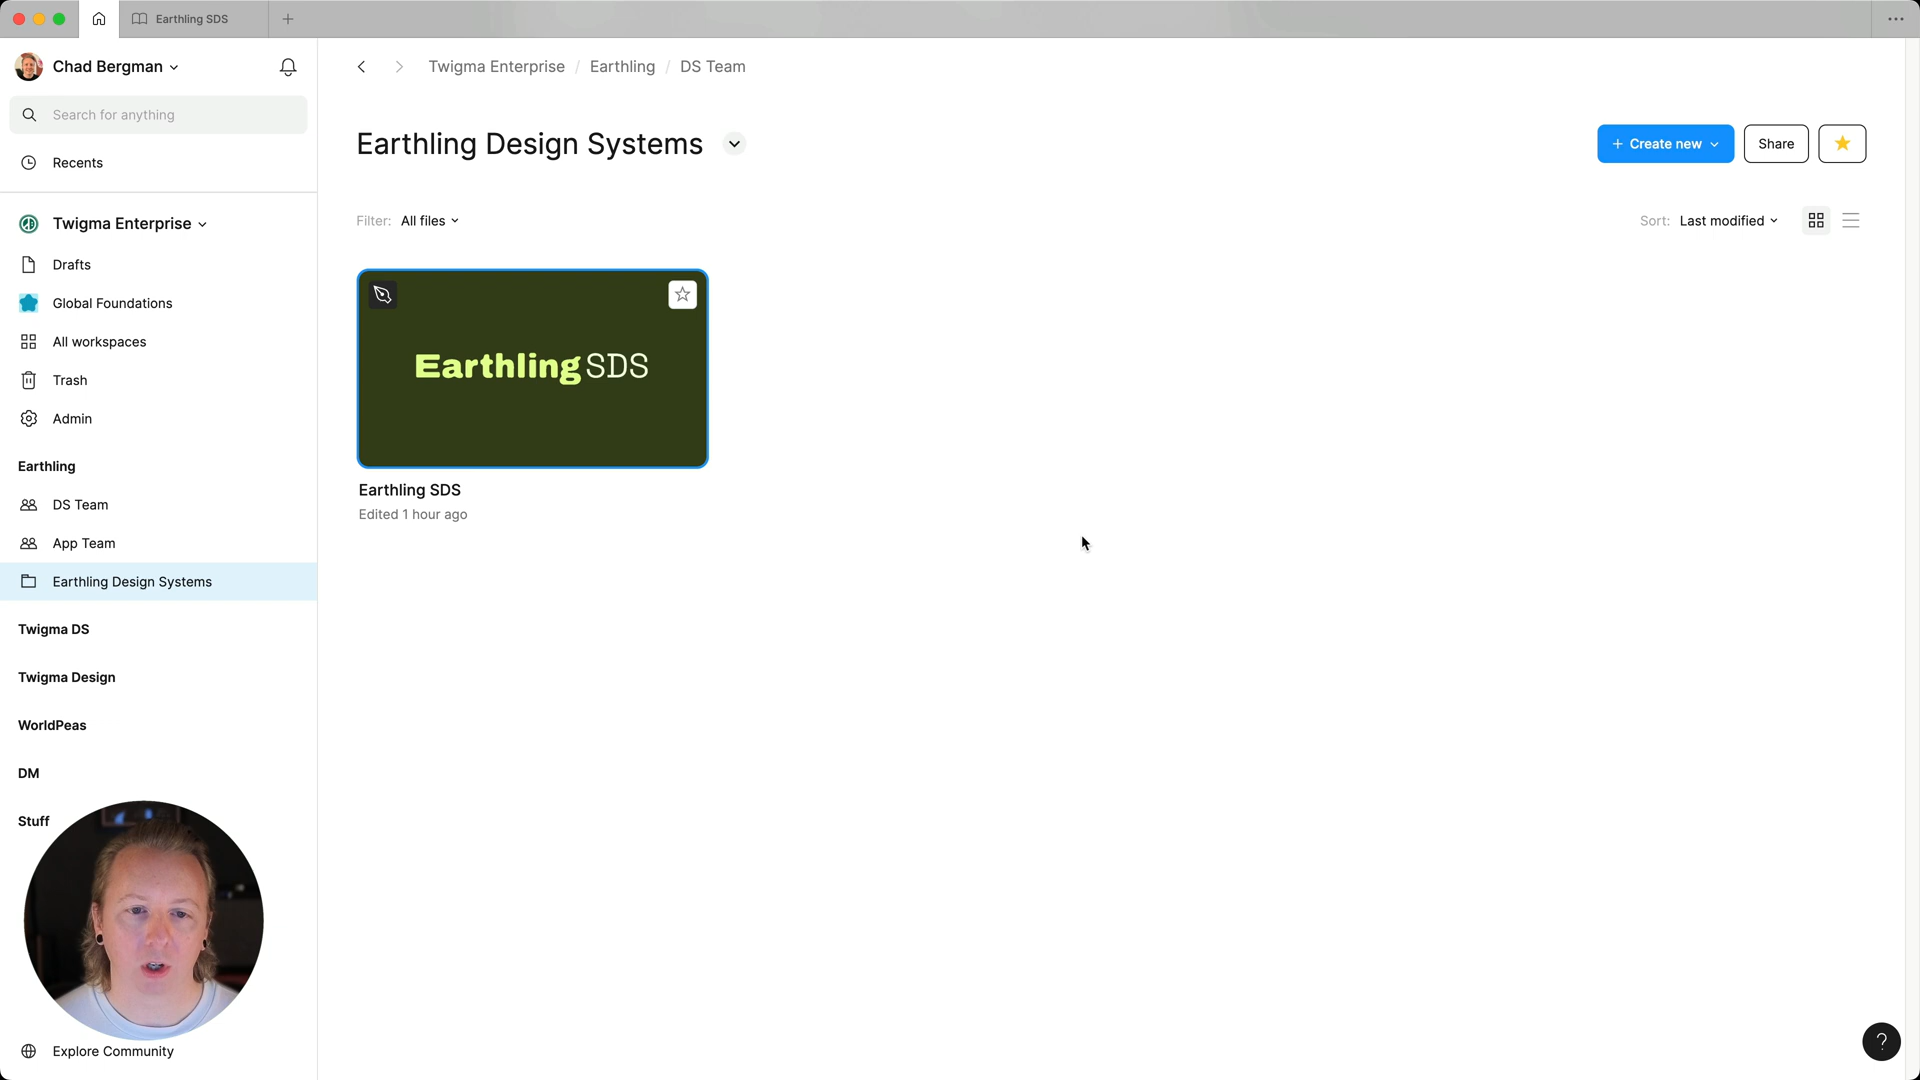 Earthling SDS
Chad Bergman
Twigma Enterprise / Earthling / DS Team
Search for anything
Earthling Design Systems
+ Create new
Share
Recents
Twigma Enterprise
Filter: All files
Sort: Last modified
Drafts
Global Foundations
All workspaces
Trash
Admin
Earthling
DS Team
App Team
Earthling Design Systems
Twigma DS
Twigma Design
WorldPeas
DM
Stuff
Explore Community
EarthlingSDS
Earthling SDS
Edited 1 hour ago
?